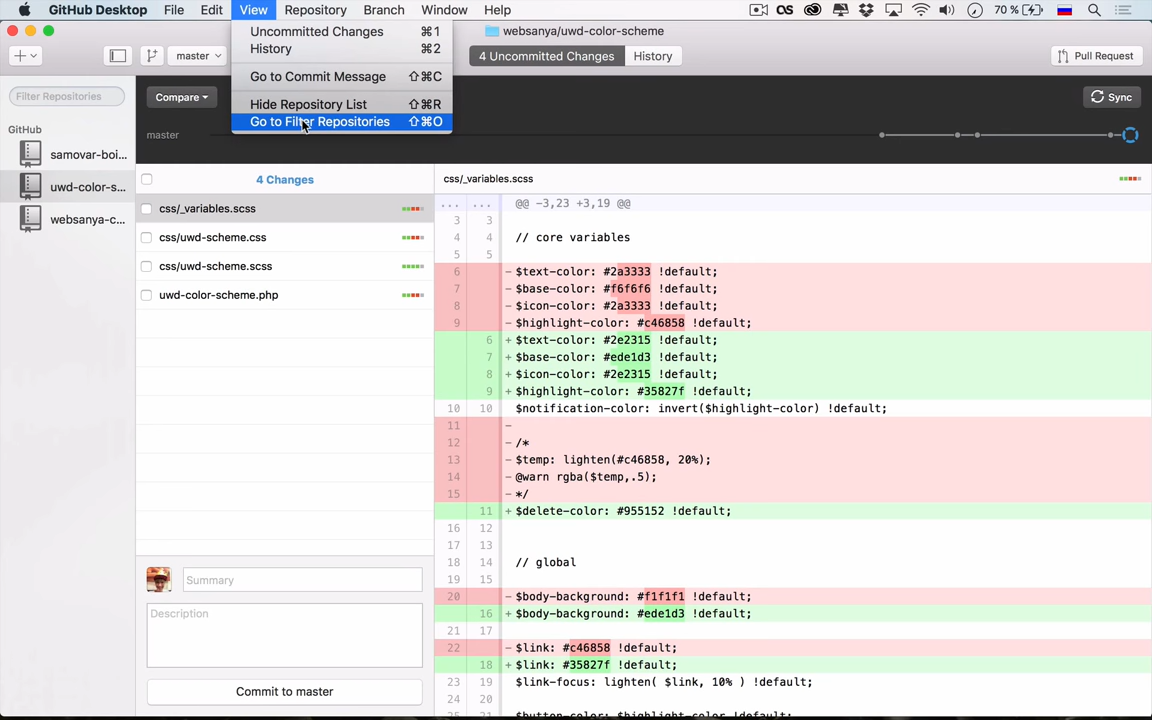 GitHub Desktop File Edit View Repository Branch Window Help 70 %
Uncommitted Changes ⌘1
History ⌘2
Go to Commit Message ⇧⌘C
Hide Repository List ⇧⌘R
Go to Filter Repositories ⇧⌘O
websanya/uwd-color-scheme
master
4 Uncommitted Changes History
Pull Request
Filter Repositories
Compare
Sync
master
GitHub
samovar-boi...
uwd-color-s...
websanya-c...
4 Changes
css/_variables.scss
css/uwd-scheme.css
css/uwd-scheme.scss
uwd-color-scheme.php
Summary
Description
Commit to master
css/_variables.scss
... ... @@ -3,23 +3,19 @@
3 3
4 4 // core variables
5 5
6 - $text-color: #2a3333 !default;
7 - $base-color: #f6f6f6 !default;
8 - $icon-color: #2a3333 !default;
9 - $highlight-color: #c46858 !default;
6 + $text-color: #2e2315 !default;
7 + $base-color: #ede1d3 !default;
8 + $icon-color: #2e2315 !default;
9 + $highlight-color: #35827f !default;
10 10 $notification-color: invert($highlight-color) !default;
11 -
12 - /*
13 - $temp: lighten(#c46858, 20%);
14 - @warn rgba($temp,.5);
15 - */
11 + $delete-color: #955152 !default;
16 12
17 13
18 14 // global
19 15
20 - $body-background: #f1f1f1 !default;
16 + $body-background: #ede1d3 !default;
21 17
22 - $link: #c46858 !default;
18 + $link: #35827f !default;
23 19 $link-focus: lighten( $link, 10% ) !default;
24 20
25 21 $button-color: $highlight-color !default;